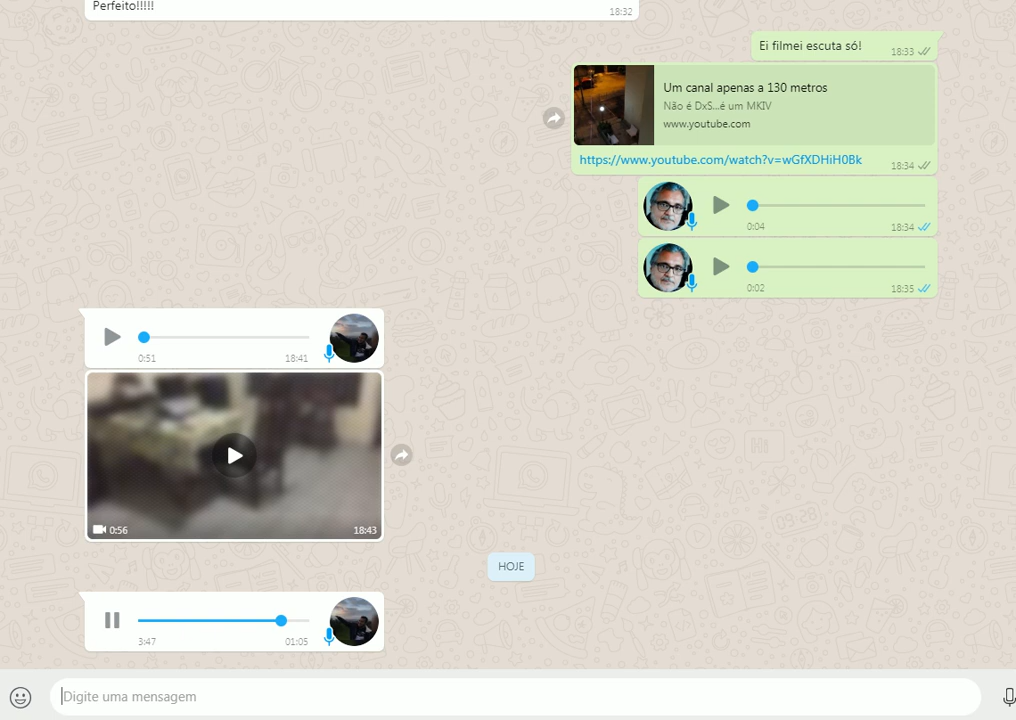 Perfeito!!!!!
18:32
Ei filmei escuta só!
18:33
Um canal apenas a 130 metros
Não é DxS...é um MKIV
www.youtube.com
https://www.youtube.com/watch?v=wGfXDHiH0Bk
18:34
0:04
18:34
0:02
18:35
0:51
18:41
0:56
18:43
HOJE
3:47
01:05
Digite uma mensagem